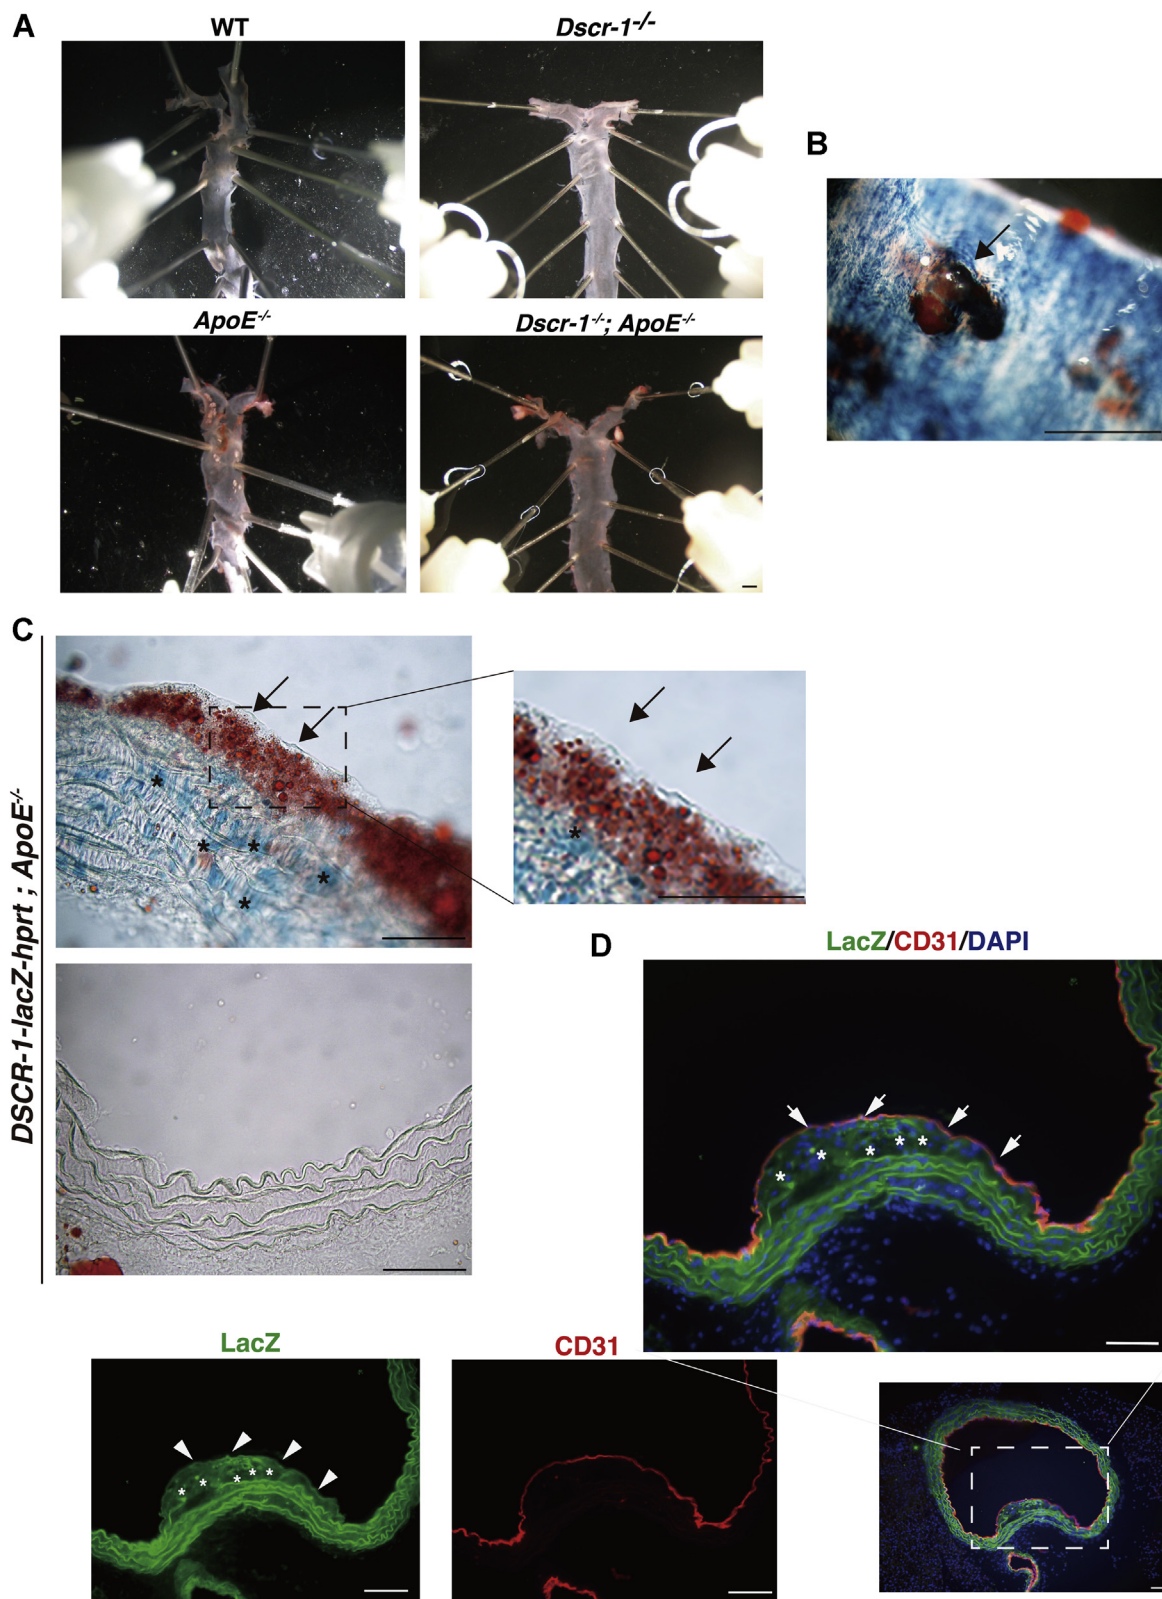 A
WT
Dscr-1-/-
B
ApoE-/-
Dscr-1-/-; ApoE-/-
C
DSCR-1-lacZ-hprt ; ApoE-/-
D
LacZ/CD31/DAPI
LacZ
CD31